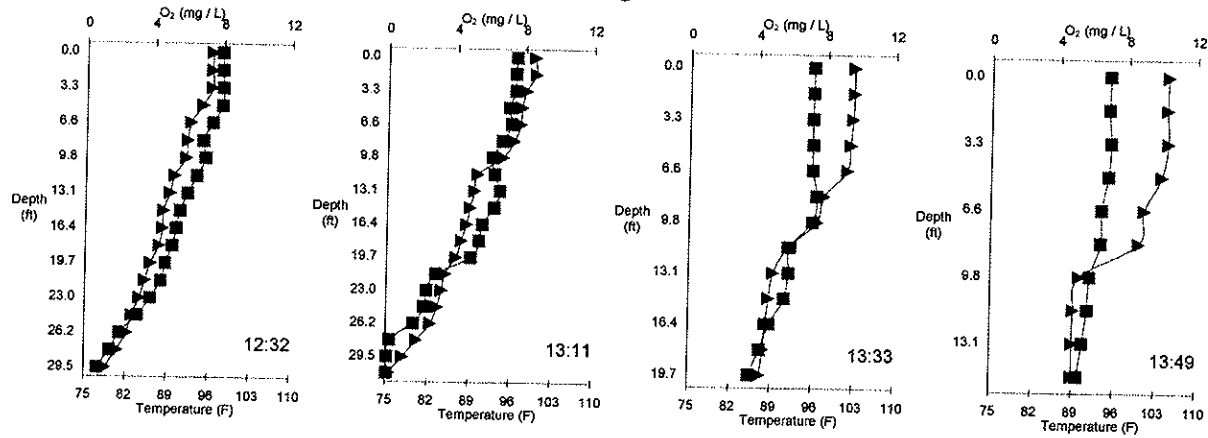 O₂ (mg / L)
0 4 8 12
0.0
3.3
6.6
9.8
13.1
16.4
19.7
23.0
26.2
29.5
Depth
(ft)
12:32
75 82 89 96 103 110
Temperature (F)
O₂ (mg / L)
0 4 8 12
0.0
3.3
6.6
9.8
13.1
16.4
19.7
23.0
26.2
29.5
Depth
(ft)
13:11
75 82 89 96 103 110
Temperature (F)
O₂ (mg / L)
0 4 8 12
0.0
3.3
6.6
9.8
13.1
16.4
19.7
Depth
(ft)
13:33
75 82 89 96 103 110
Temperature (F)
O₂ (mg / L)
0 4 8 12
0.0
3.3
6.6
9.8
13.1
Depth
(ft)
13:49
75 82 89 96 103 110
Temperature (F)